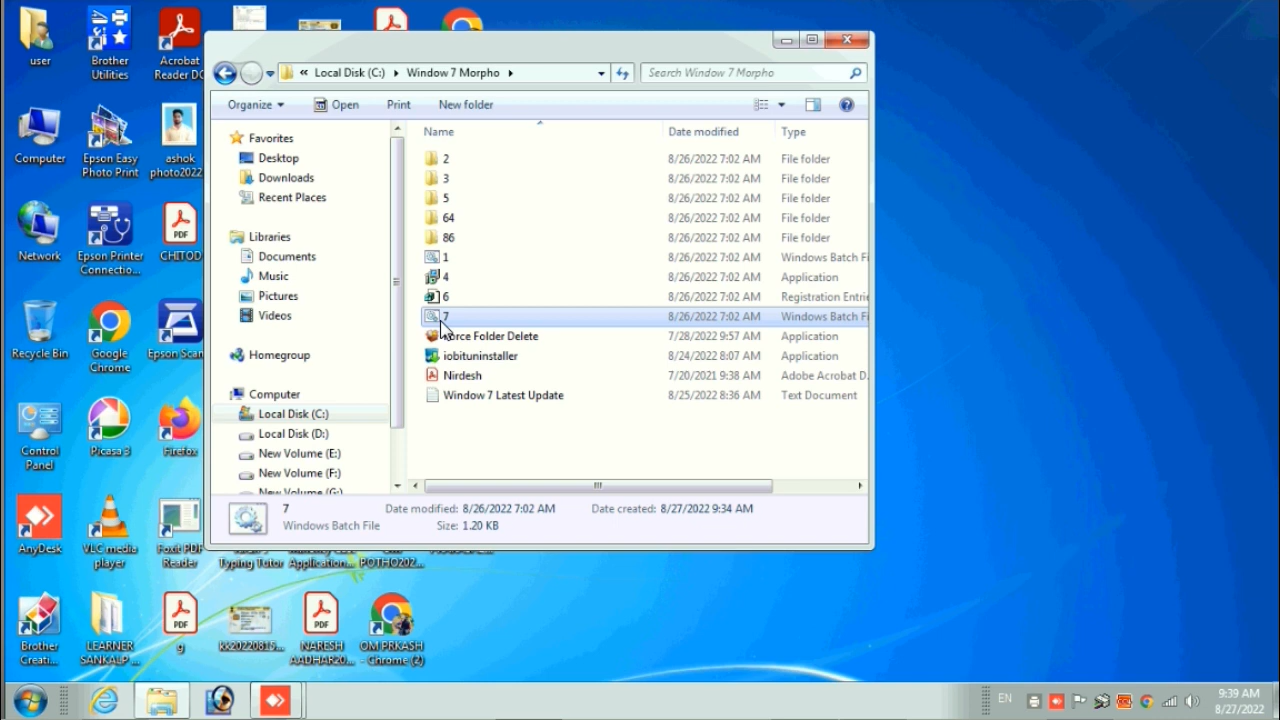 user
Brother
Utilities
Acrobat
Reader DC
Computer
Epson Easy
Photo Print
ashok
photo2022
Network
Epson Printer
Connectio...
PDF
CHITOD
Recycle Bin
Google
Chrome
Epson Scan
Control
Panel
Picasa 3
Firefox
AnyDesk
VLC media
player
Foxit PDF
Reader
Typing Tutor
Application...
POTHO202...
Brother
Creati...
LEARNER
SANKALP ...
PDF
g
kk20220815...
NARESH
AADHAR20...
OM PRKASH
- Chrome (2)
« Local Disk (C:) Window 7 Morpho
Search Window 7 Morpho
Organize Open Print New folder
Favorites
Desktop
Downloads
Recent Places
Libraries
Documents
Music
Pictures
Videos
Homegroup
Computer
Local Disk (C:)
Local Disk (D:)
New Volume (E:)
New Volume (F:)
New Volume (G:)
Name Date modified Type
2 8/26/2022 7:02 AM File folder
3 8/26/2022 7:02 AM File folder
5 8/26/2022 7:02 AM File folder
64 8/26/2022 7:02 AM File folder
86 8/26/2022 7:02 AM File folder
1 8/26/2022 7:02 AM Windows Batch Fi
4 8/26/2022 7:02 AM Application
6 8/26/2022 7:02 AM Registration Entrie
7 8/26/2022 7:02 AM Windows Batch Fi
orce Folder Delete 7/28/2022 9:57 AM Application
iobituninstaller 8/24/2022 8:07 AM Application
Nirdesh 7/20/2021 9:38 AM Adobe Acrobat D
Window 7 Latest Update 8/25/2022 8:36 AM Text Document
7 Date modified: 8/26/2022 7:02 AM Date created: 8/27/2022 9:34 AM
Windows Batch File Size: 1.20 KB
EN
9:39 AM
8/27/2022